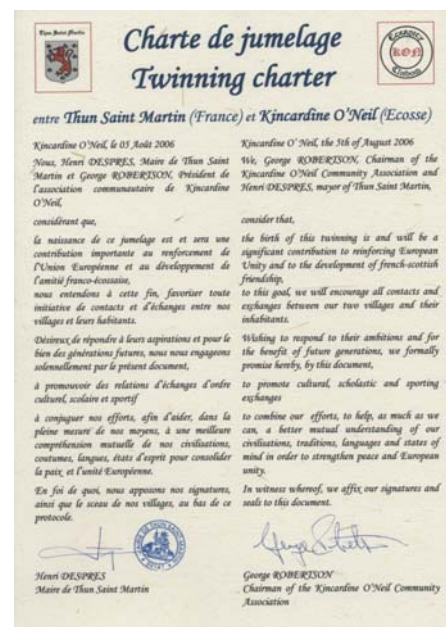 Thun Saint Martin
Charte de jumelage
Twinning charter
KON
entre Thun Saint Martin (France) et Kincardine O'Neil (Ecosse)
Kincardine O'Neil, le 05 Août 2006
Nous, Henri DESPRES, Maire de Thun Saint
Martin et George ROBERTSON, Président de
l'association communautaire de Kincardine
O'Neil,
considérant que,
la naissance de ce jumelage est et sera une
contribution importante au renforcement de
l'Union Européenne et au développement de
l'amitié franco-écossaise,
nous entendons à cette fin, favoriser toute
initiative de contacts et d'échanges entre nos
villages et leurs habitants.
Désireux de répondre à leurs aspirations et pour le
bien des générations futures, nous nous engageons
solennellement par le présent document,
à promouvoir des relations d'échanges d'ordre
culturel, scolaire et sportif
à conjuguer nos efforts, afin d'aider, dans la
pleine mesure de nos moyens, à une meilleure
compréhension mutuelle de nos civilisations,
coutumes, langues, états d'esprit pour consolider
la paix et l'unité Européenne.
En foi de quoi, nous apposons nos signatures,
ainsi que le sceau de nos villages, au bas de ce
protocole.
Henri DESPRES
Maire de Thun Saint Martin
Kincardine O' Neil, the 5th of August 2006
We, George ROBERTSON, Chairman of the
Kincardine O'Neil Community Association and
Henri DESPRES, mayor of Thun Saint Martin,
consider that,
the birth of this twinning is and will be a
significant contribution to reinforcing European
Unity and to the development of french-scottish
friendship,
to this goal, we will encourage all contacts and
exchanges between our two villages and their
inhabitants.
Wishing to respond to their ambitions and for
the benefit of future generations, we formally
promise hereby, by this document,
to promote cultural, scholastic and sporting
exchanges
to combine our efforts, to help, as much as we
can, a better mutual understanding of our
civilisations, traditions, languages and states of
mind in order to strengthen peace and European
unity.
In witness whereof, we affix our signatures and
seals to this document.
George ROBERTSON
Chairman of the Kincardine O'Neil Community
Association